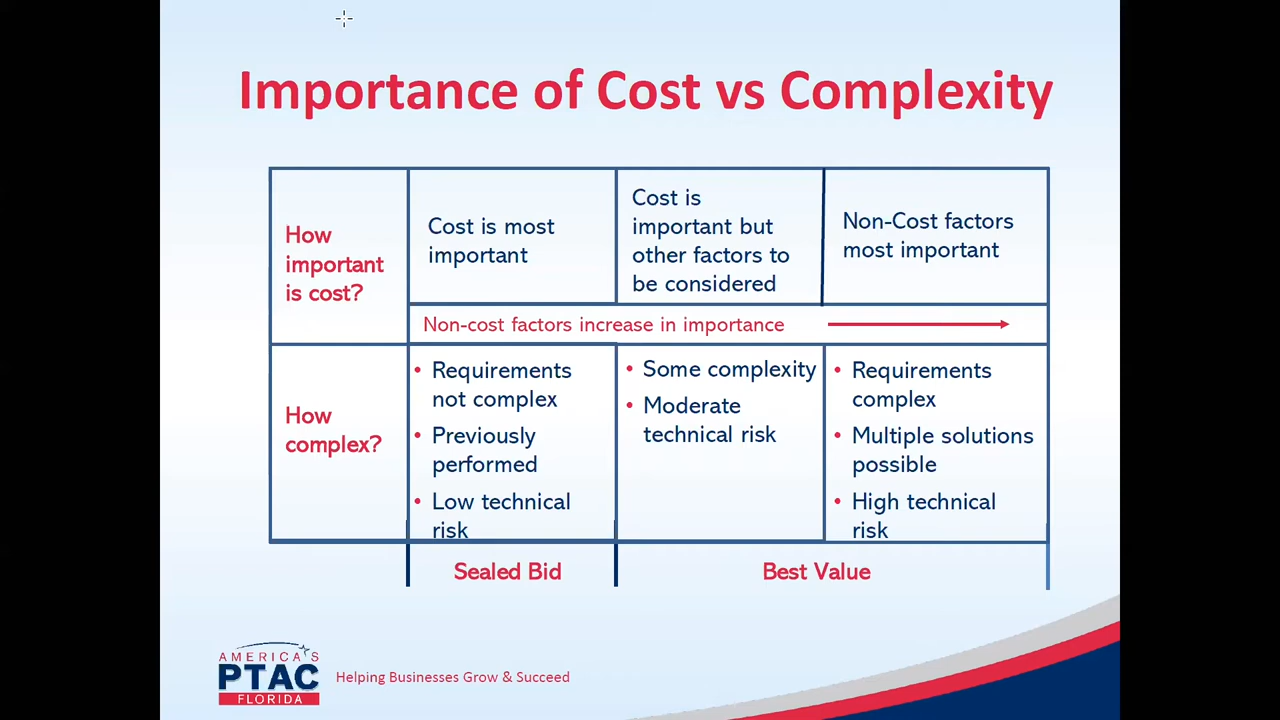 Importance of Cost vs Complexity
How
important
is cost?
Cost is most
important
Cost is
important but
other factors to
be considered
Non-Cost factors
most important
Non-cost factors increase in importance
How
complex?
• Requirements
not complex
• Previously
performed
• Low technical
risk
• Some complexity
• Moderate
technical risk
• Requirements
complex
• Multiple solutions
possible
• High technical
risk
Sealed Bid
Best Value
AMERICA'S
PTAC
FLORIDA
Helping Businesses Grow & Succeed